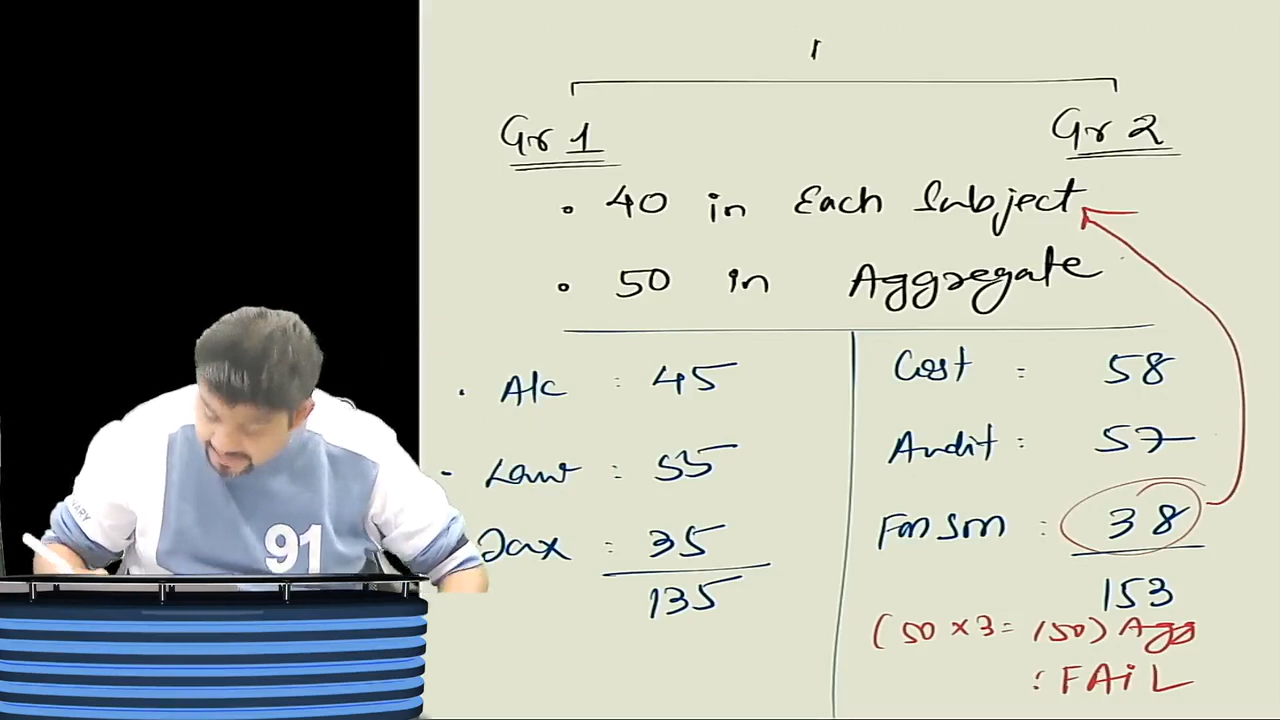 Gr 1 Gr 2
• 40 in Each Subject
• 50 in Aggregate
• A/c : 45
• Law : 55
Tax : 35
135
Cost : 58
Audit : 57
FM SM : 38
153
(50 x 3 = 150) Agg
: FAiL
91